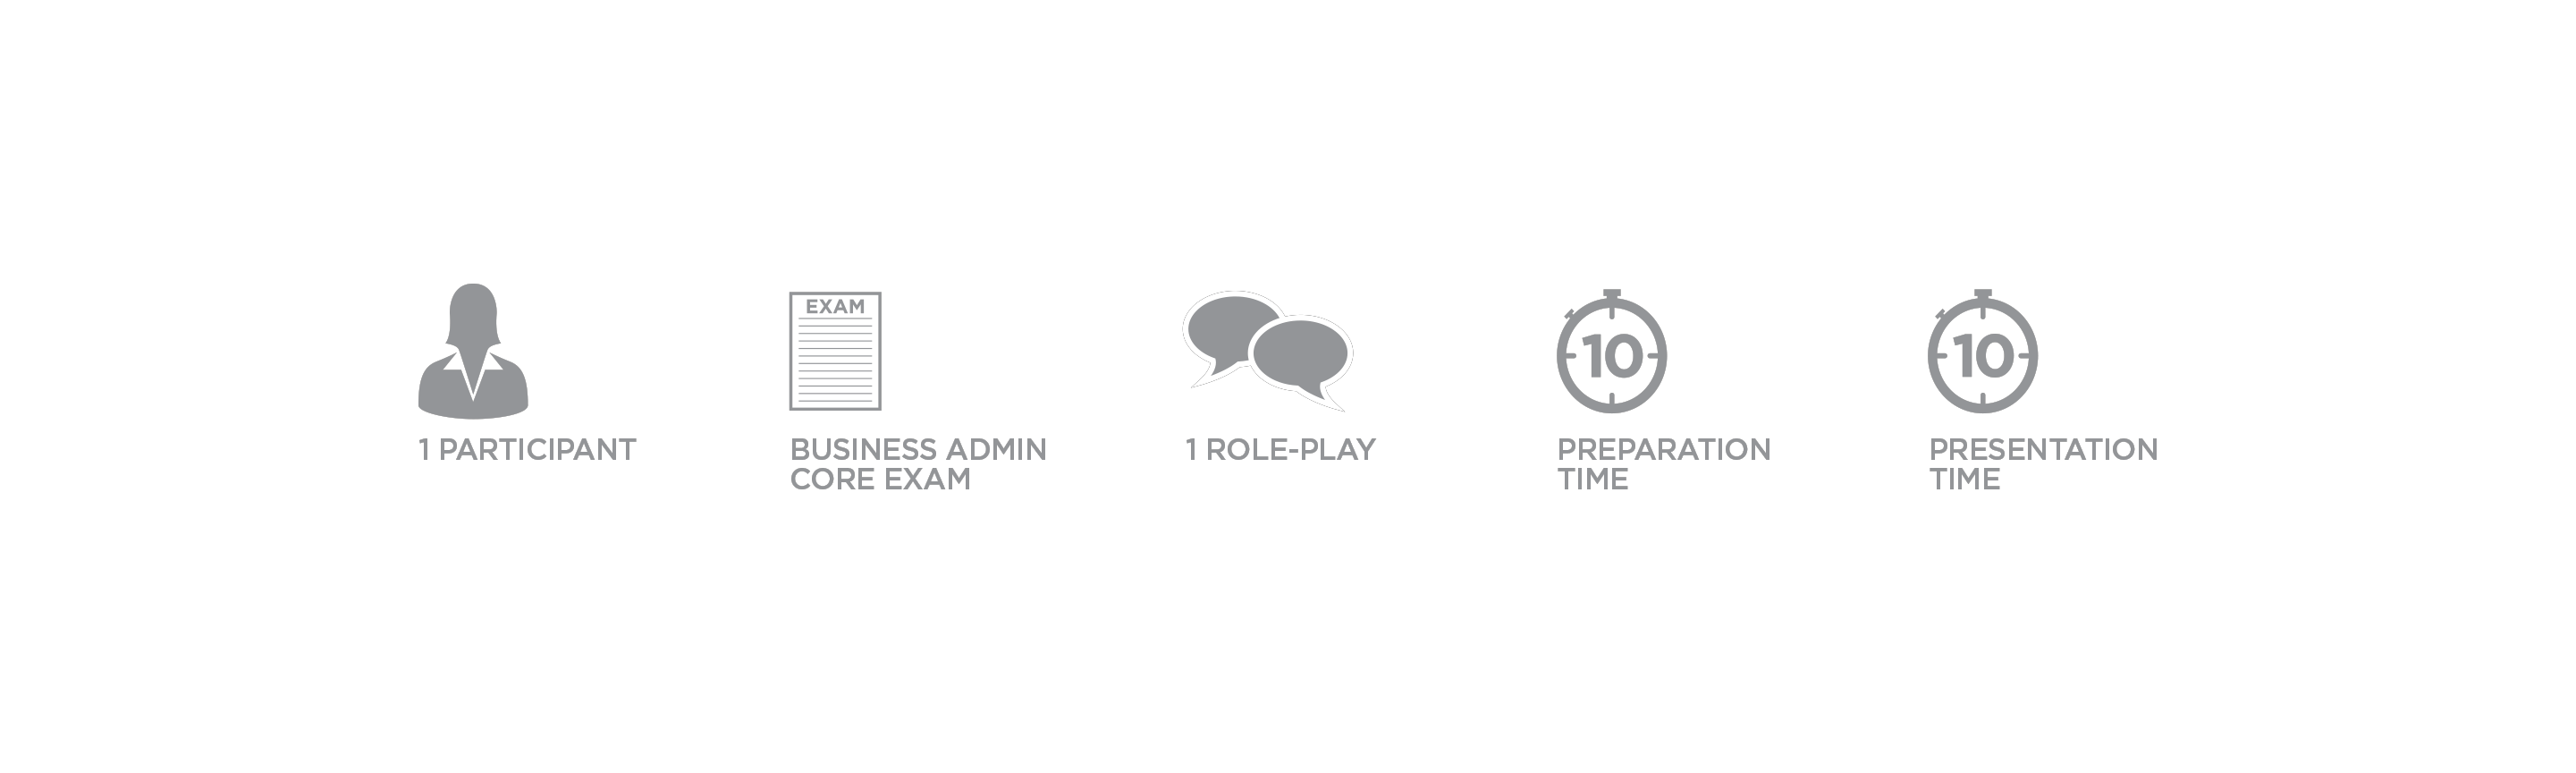 EXAM
10
10
1 PARTICIPANT
BUSINESS ADMIN
CORE EXAM
1 ROLE-PLAY
PREPARATION
TIME
PRESENTATION
TIME